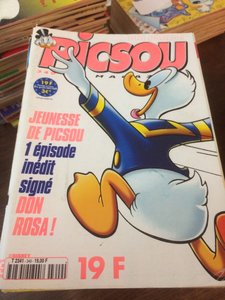 PICSOU
JEUNESSE
DE PICSOU
1 épisode
inédit
signé
DON
ROSA !
19 F